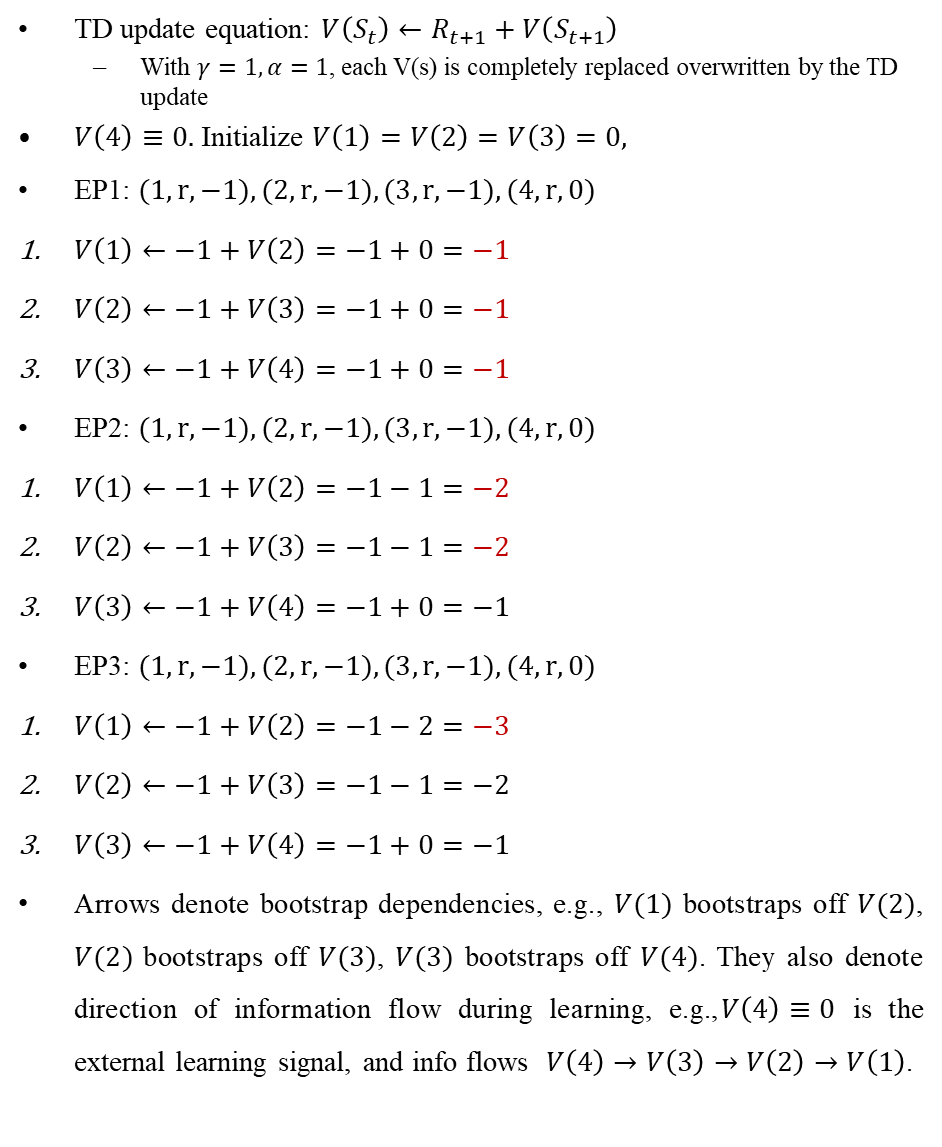 • TD update equation: V(Sₜ) ← Rₜ₊₁ + V(Sₜ₊₁)
– With γ = 1, α = 1, each V(s) is completely replaced overwritten by the TD
update
• V(4) ≡ 0. Initialize V(1) = V(2) = V(3) = 0,
• EP1: (1, r, −1), (2, r, −1), (3, r, −1), (4, r, 0)
1. V(1) ← −1 + V(2) = −1 + 0 = −1
2. V(2) ← −1 + V(3) = −1 + 0 = −1
3. V(3) ← −1 + V(4) = −1 + 0 = −1
• EP2: (1, r, −1), (2, r, −1), (3, r, −1), (4, r, 0)
1. V(1) ← −1 + V(2) = −1 − 1 = −2
2. V(2) ← −1 + V(3) = −1 − 1 = −2
3. V(3) ← −1 + V(4) = −1 + 0 = −1
• EP3: (1, r, −1), (2, r, −1), (3, r, −1), (4, r, 0)
1. V(1) ← −1 + V(2) = −1 − 2 = −3
2. V(2) ← −1 + V(3) = −1 − 1 = −2
3. V(3) ← −1 + V(4) = −1 + 0 = −1
• Arrows denote bootstrap dependencies, e.g., V(1) bootstraps off V(2),
V(2) bootstraps off V(3), V(3) bootstraps off V(4). They also denote
direction of information flow during learning, e.g.,V(4) ≡ 0 is the
external learning signal, and info flows V(4) → V(3) → V(2) → V(1).